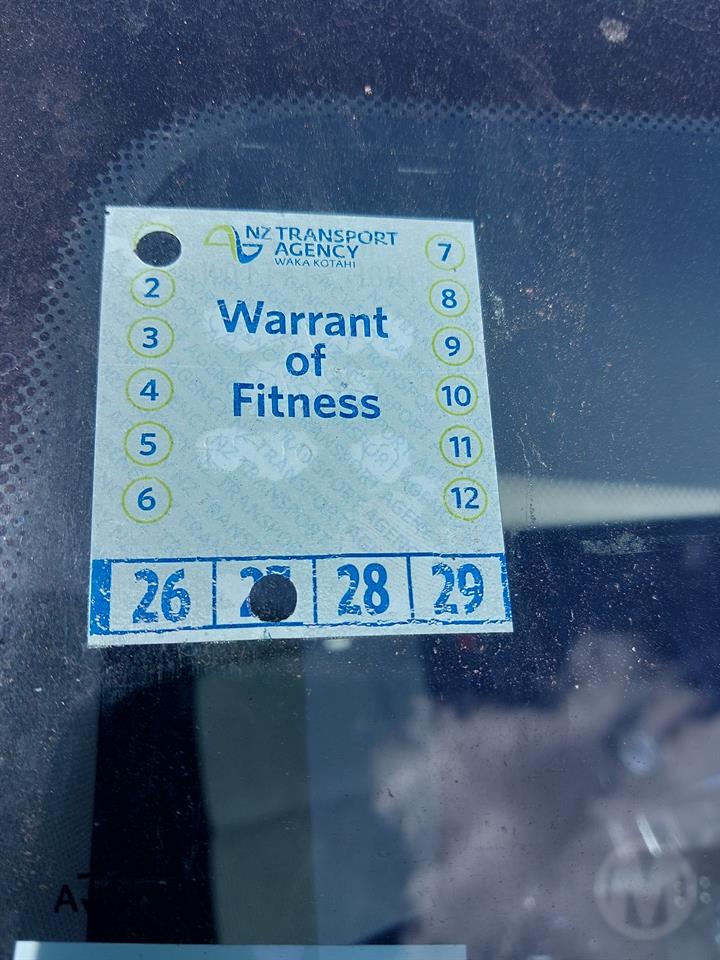 NZ TRANSPORT
AGENCY
WAKA KOTAHI
Warrant
of
Fitness
2
3
4
5
6
7
8
9
10
11
12
26 27 28 29